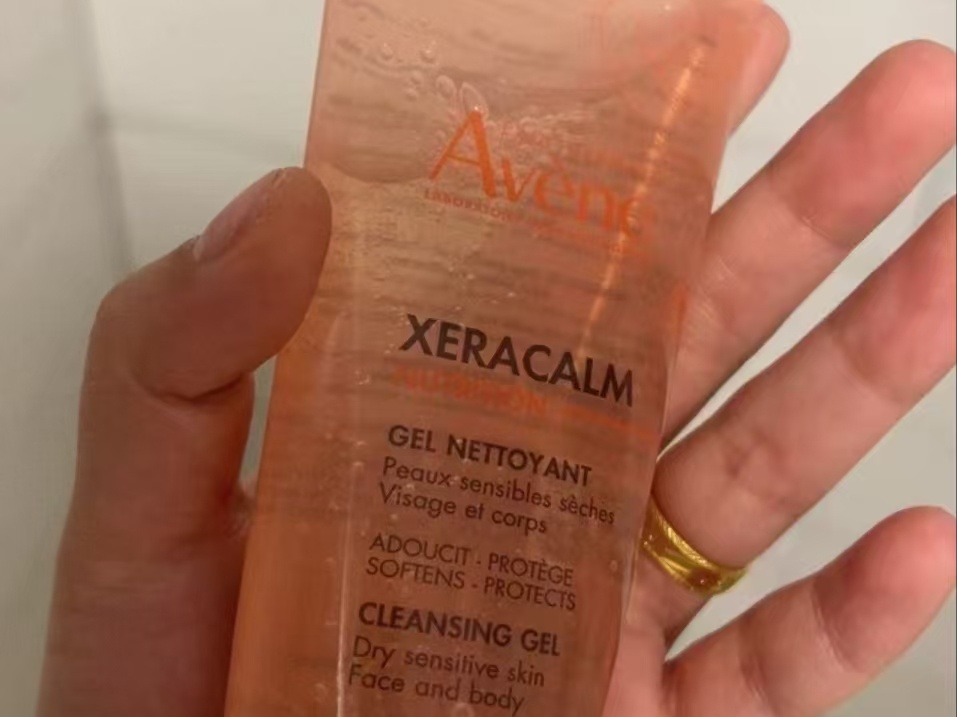 Avène
XERACALM
NUTRITION
GEL NETTOYANT
Peaux sensibles sèches
Visage et corps
ADOUCIT - PROTÈGE
SOFTENS - PROTECTS
CLEANSING GEL
Dry sensitive skin
Face and body